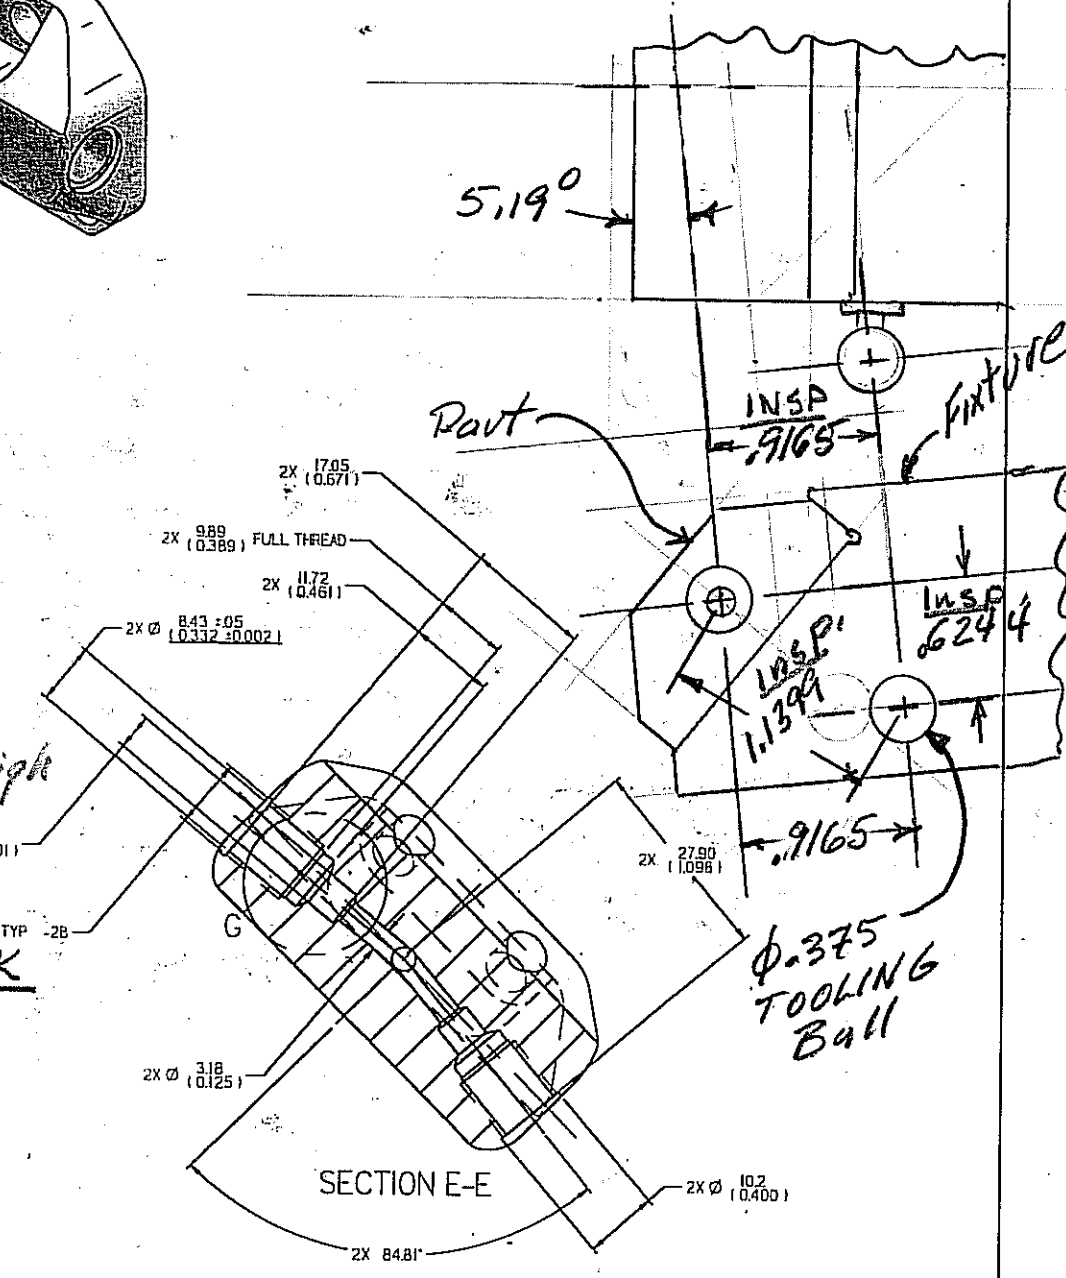 5.19°
Part
INSP
.9165
Fixture
2X 17.05
(0.671)
2X 9.89
(0.389) FULL THREAD
2X 11.72
(0.461)
2X Ø 8.43 ±.05
(0.332 ±0.002)
Insp
.6244
INSP
1.1399
01)
G
TYP -2B
K
2X 27.90
(1.098)
.9165
Ø.375
TOOLING
Ball
2X Ø 3.18
(0.125)
SECTION E-E
2X Ø 10.2
(0.400)
2X 84.81°